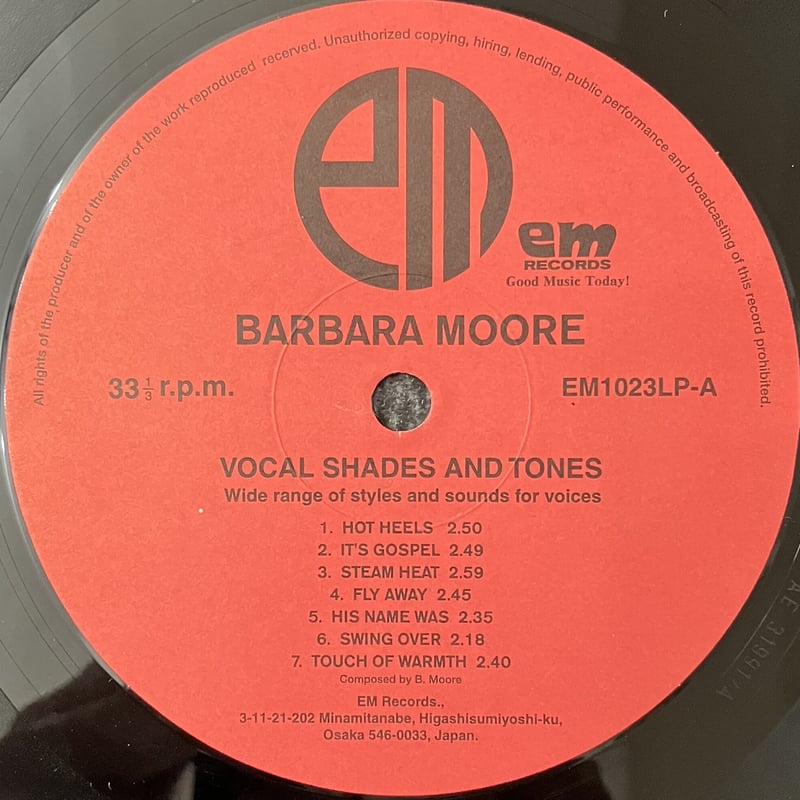 All rights of the producer and of the owner of the work reproduced recerved. Unauthorized copying, hiring, lending, public performance and broadcasting of this record prohibited.
em
em
RECORDS
Good Music Today!
BARBARA MOORE
33 1/3 r.p.m.
EM1023LP-A
VOCAL SHADES AND TONES
Wide range of styles and sounds for voices
1. HOT HEELS 2.50
2. IT'S GOSPEL 2.49
3. STEAM HEAT 2.59
4. FLY AWAY 2.45
5. HIS NAME WAS 2.35
6. SWING OVER 2.18
7. TOUCH OF WARMTH 2.40
Composed by B. Moore
EM Records.,
3-11-21-202 Minamitanabe, Higashisumiyoshi-ku,
Osaka 546-0033, Japan.
AE 31991/A